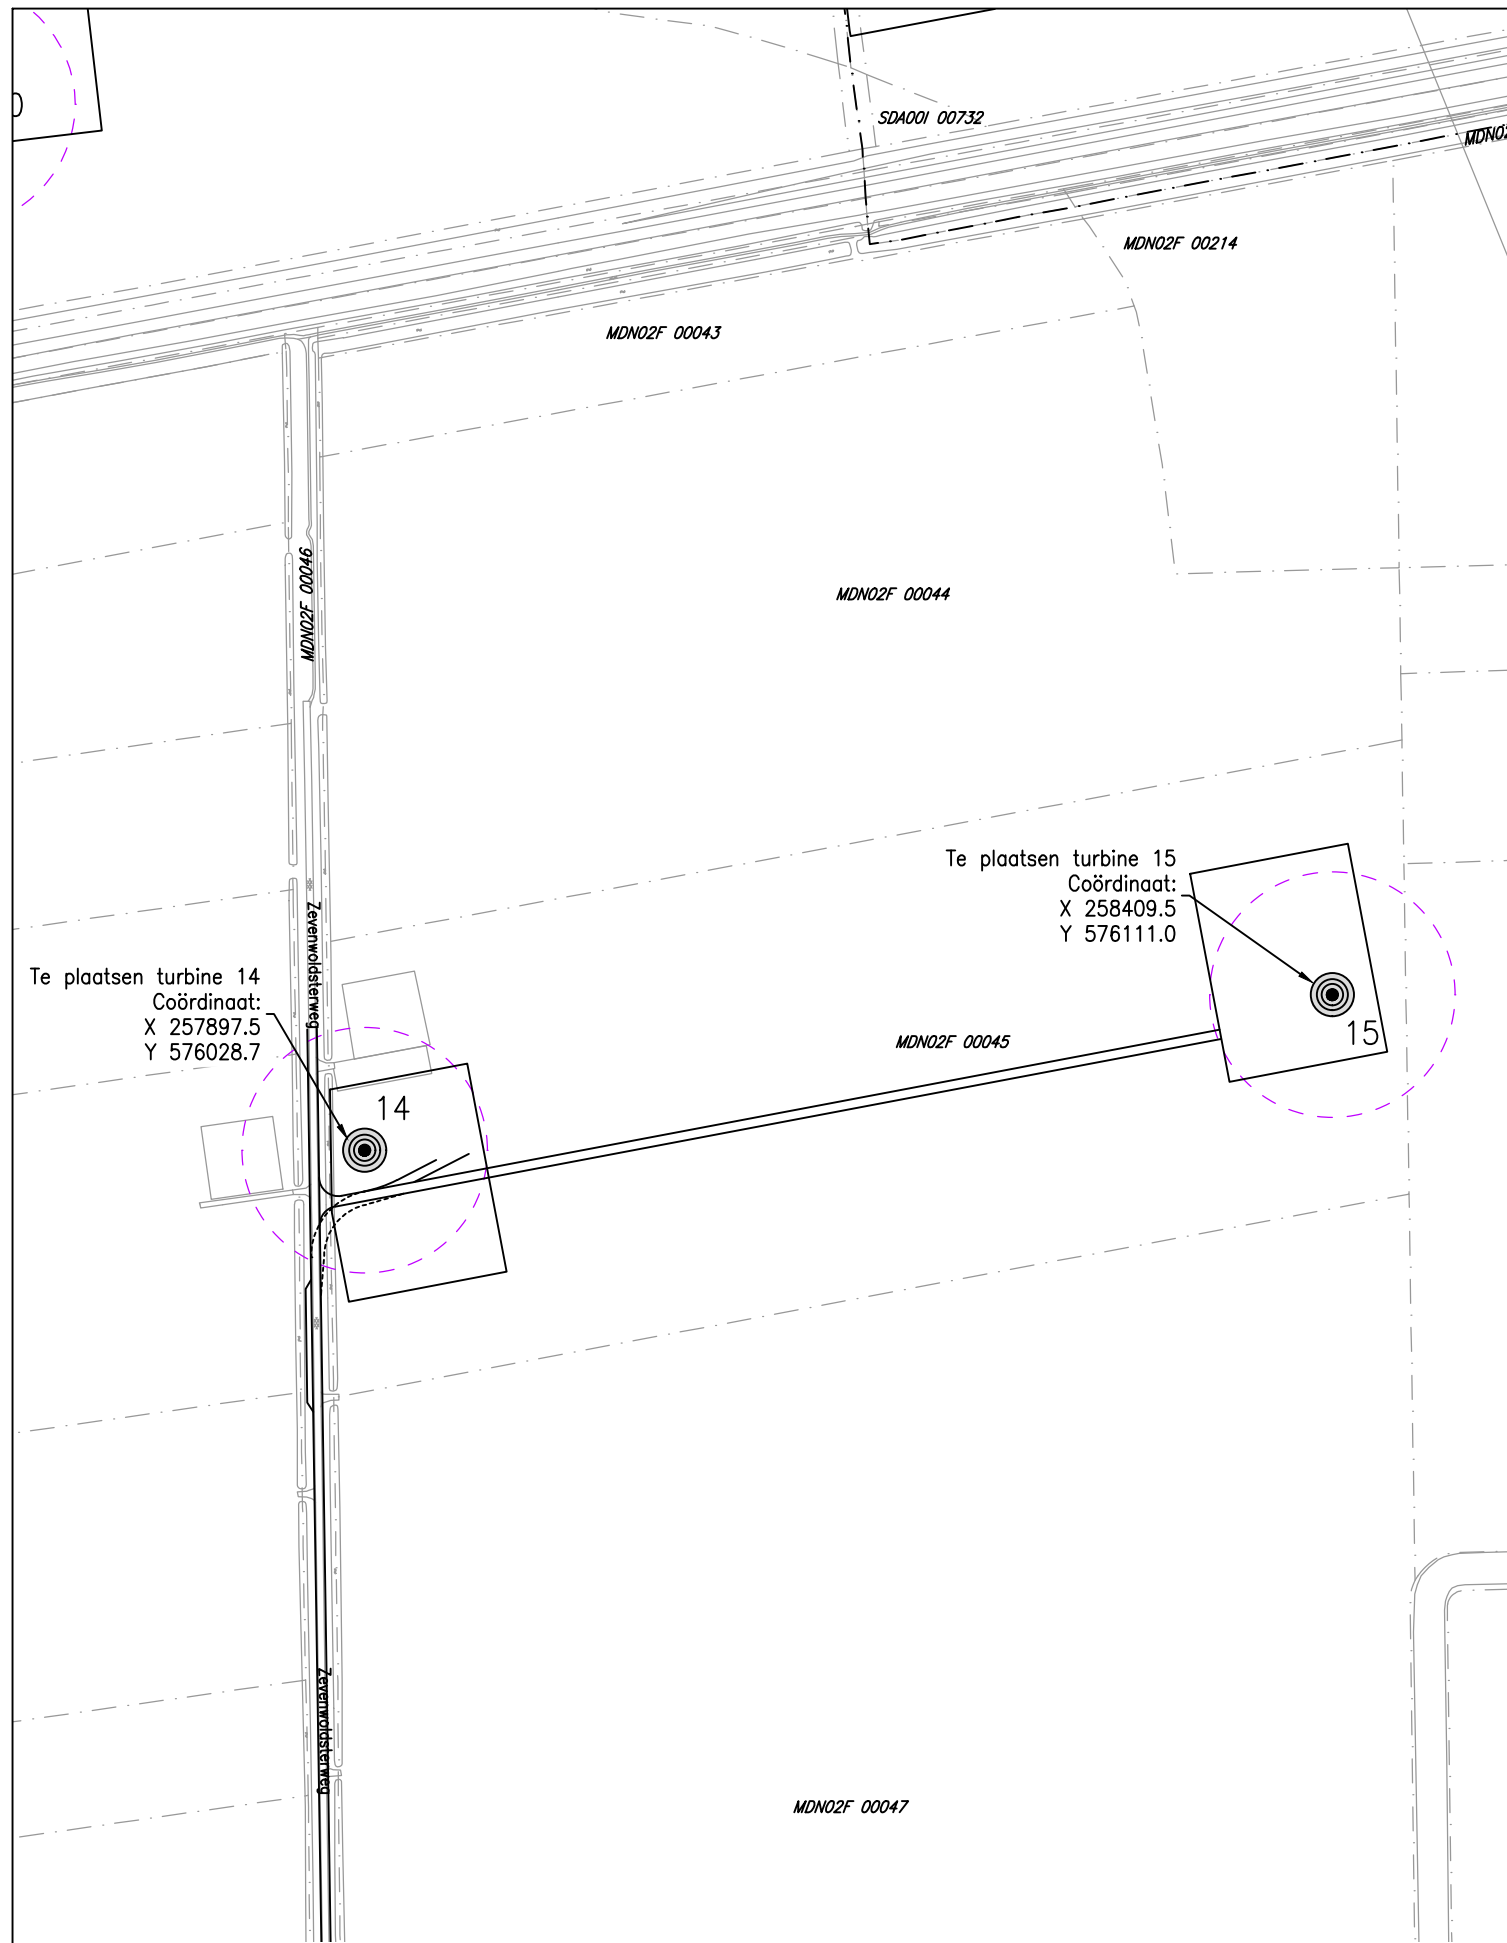 SDA00I 00732
MDN02F 00214
MDN02F 00043
MDN02F 00046
MDN02F 00044
Te plaatsen turbine 15
Coördinaat:
X 258409.5
Y 576111.0
Zevenwoldsterweg
Te plaatsen turbine 14
Coördinaat:
X 257897.5
Y 576028.7
15
MDN02F 00045
14
Zevenwoldsterweg
MDN02F 00047